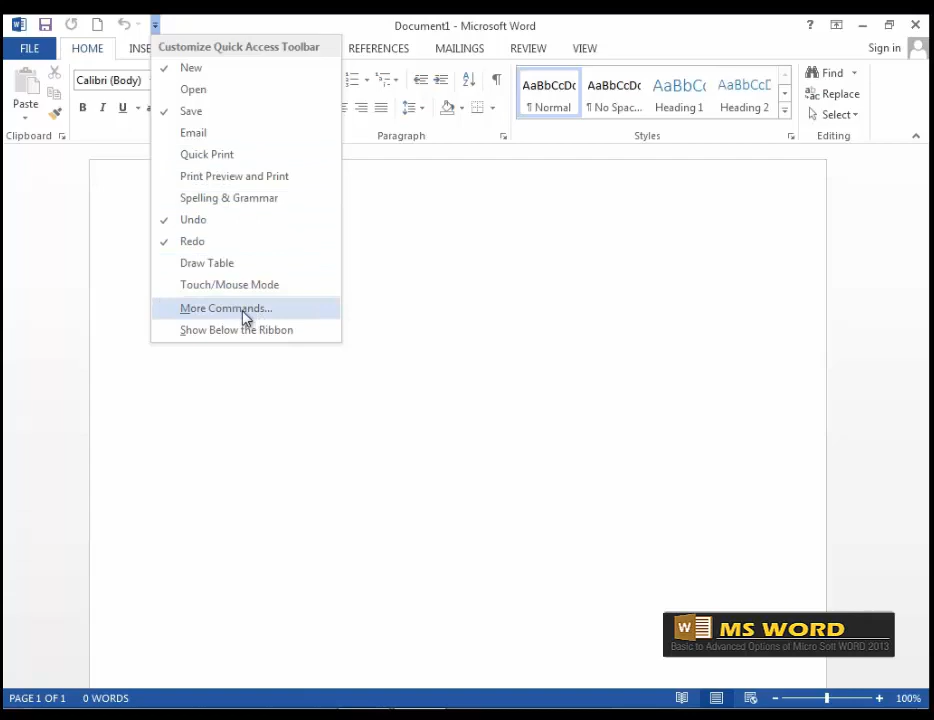 Document1 - Microsoft Word
FILE HOME INSE REFERENCES MAILINGS REVIEW VIEW Sign in
Customize Quick Access Toolbar
New
Open
Save
Email
Quick Print
Print Preview and Print
Spelling & Grammar
Undo
Redo
Draw Table
Touch/Mouse Mode
More Commands...
Show Below the Ribbon
Paste
Calibri (Body)
B I U
Clipboard
Paragraph
AaBbCcDc AaBbCcDc AaBbCc AaBbCcD
¶ Normal ¶ No Spac... Heading 1 Heading 2
Styles
Find
Replace
Select
Editing
MS WORD
Basic to Advanced Options of Micro Soft WORD 2013
PAGE 1 OF 1 0 WORDS 100%